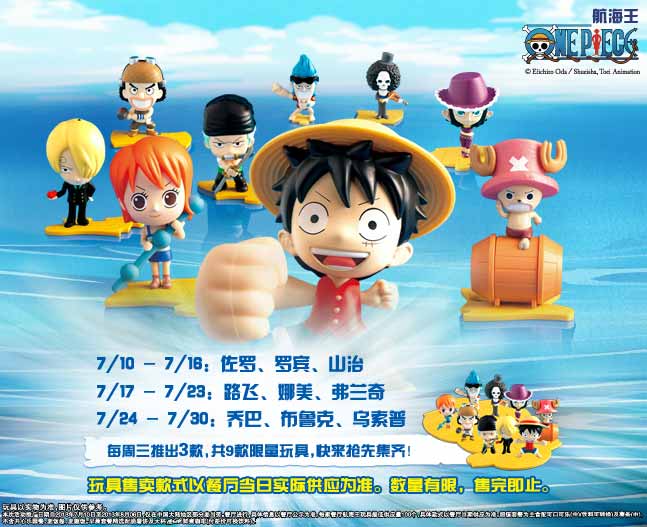 航海王
ONE PIECE
© Eiichiro Oda / Shueisha, Toei Animation
7/10 - 7/16：佐罗、罗宾、山治
7/17 - 7/23：路飞、娜美、弗兰奇
7/24 - 7/30：乔巴、布鲁克、乌索普
每周三推出3款，共9款限量玩具，快来抢先集齐！
玩具售卖款式以餐厅当日实际供应为准。数量有限，售完即止。
玩具以实物为准，图片仅供参考。